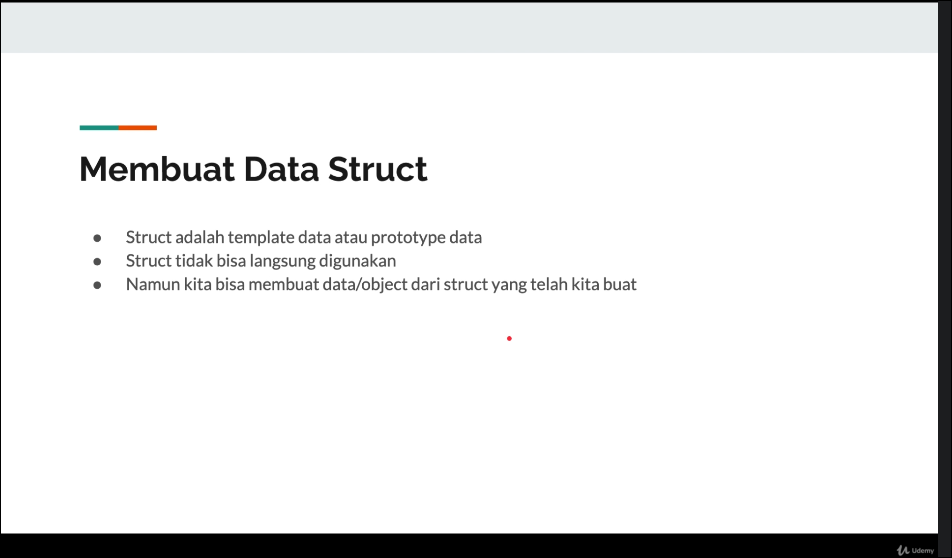 Membuat Data Struct
● Struct adalah template data atau prototype data
● Struct tidak bisa langsung digunakan
● Namun kita bisa membuat data/object dari struct yang telah kita buat
Udemy